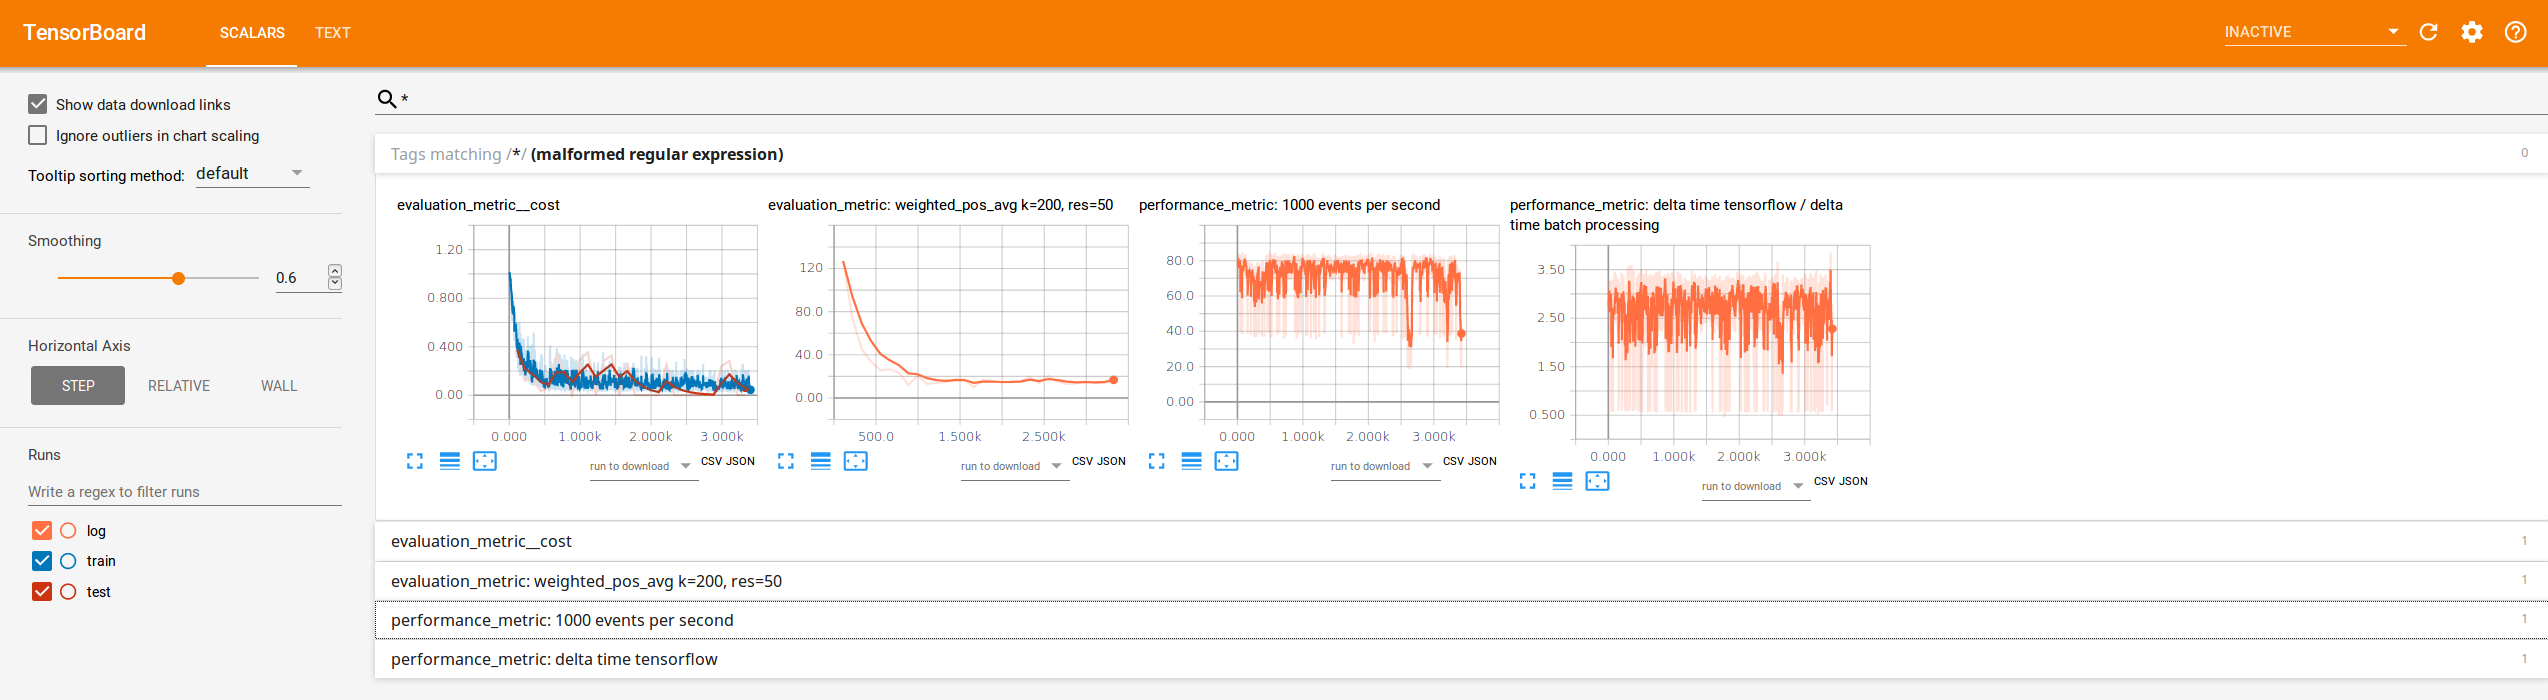 TensorBoard SCALARS TEXT INACTIVE
Show data download links
Ignore outliers in chart scaling
Tooltip sorting method: default
Smoothing
0.6
Horizontal Axis
STEP RELATIVE WALL
Runs
Write a regex to filter runs
log
train
test
*
Tags matching /*/ (malformed regular expression) 0
evaluation_metric__cost
1.20
0.800
0.400
0.00
0.000 1.000k 2.000k 3.000k
run to download CSV JSON
evaluation_metric: weighted_pos_avg k=200, res=50
120
80.0
40.0
0.00
500.0 1.500k 2.500k
run to download CSV JSON
performance_metric: 1000 events per second
80.0
60.0
40.0
20.0
0.00
0.000 1.000k 2.000k 3.000k
run to download CSV JSON
performance_metric: delta time tensorflow / delta
time batch processing
3.50
2.50
1.50
0.500
0.000 1.000k 2.000k 3.000k
run to download CSV JSON
evaluation_metric__cost 1
evaluation_metric: weighted_pos_avg k=200, res=50 1
performance_metric: 1000 events per second 1
performance_metric: delta time tensorflow 1